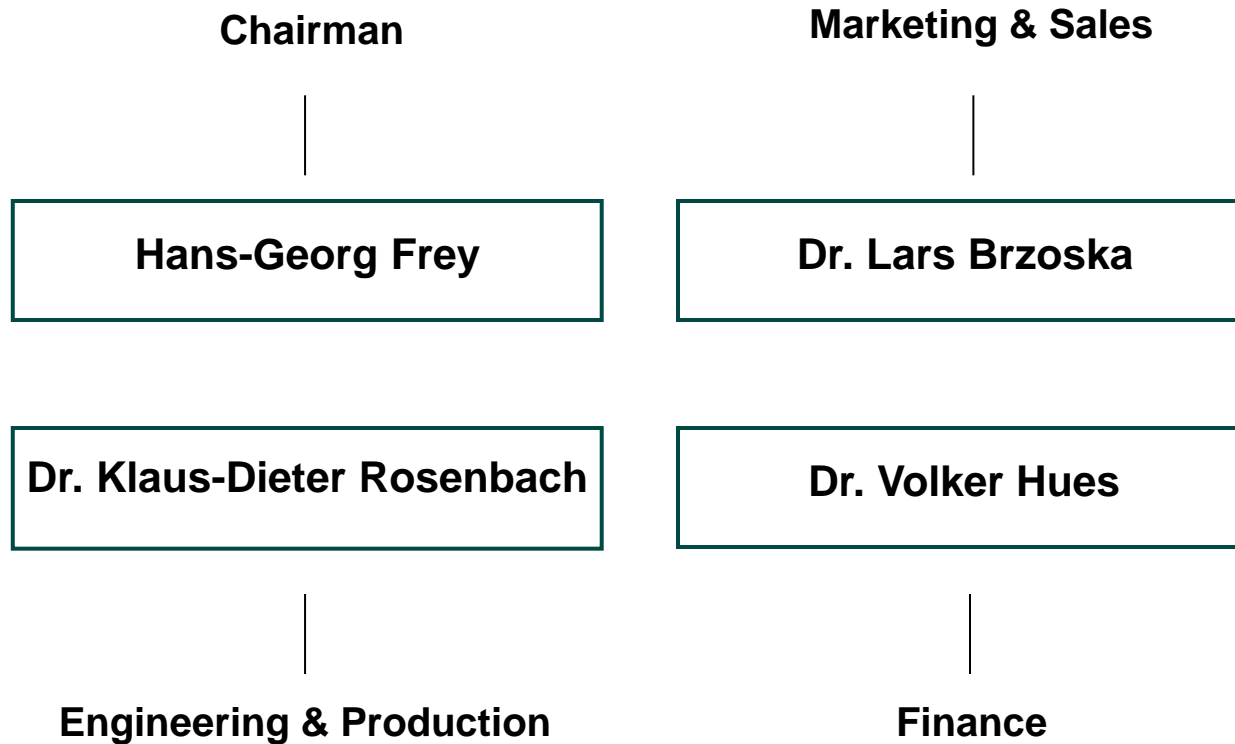 Chairman
Marketing & Sales
Hans-Georg Frey
Dr. Lars Brzoska
Dr. Klaus-Dieter Rosenbach
Dr. Volker Hues
Engineering & Production
Finance